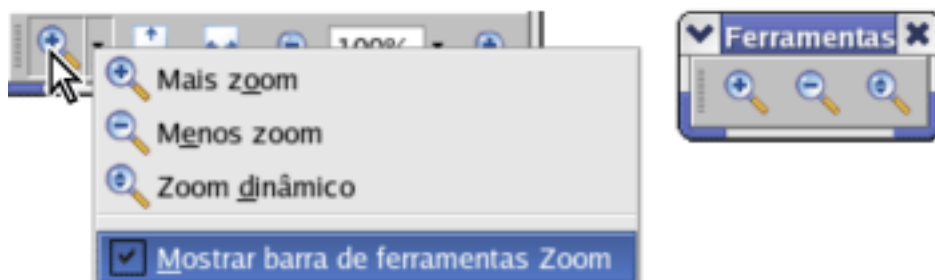 100%
Mais zoom
Menos zoom
Zoom dinâmico
Mostrar barra de ferramentas Zoom
Ferramentas